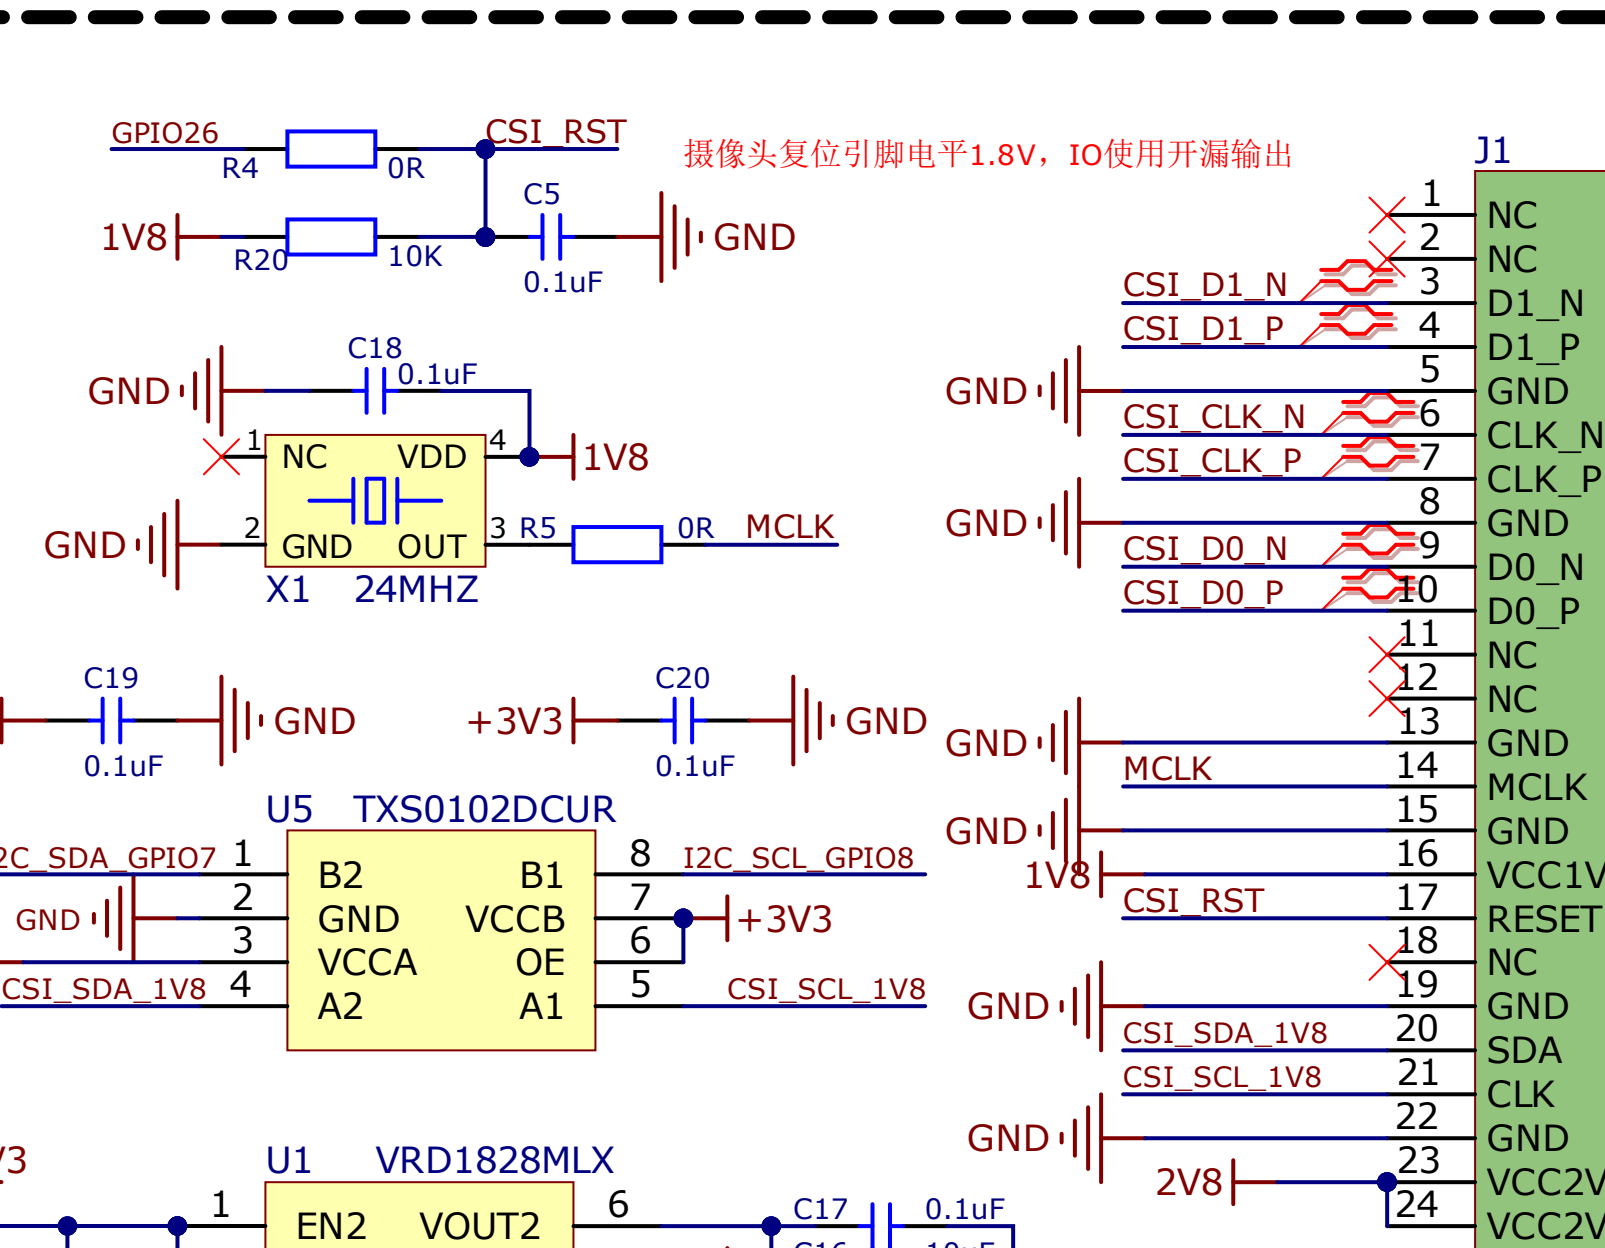 GPIO26
R4
0R
CSI_RST
摄像头复位引脚电平1.8V，IO使用开漏输出
1V8
R20
10K
C5
0.1uF
GND
GND
C18
0.1uF
1
NC
VDD
4
1V8
GND
2
GND
OUT
3
R5
0R
MCLK
X1
24MHZ
C19
0.1uF
GND
+3V3
C20
0.1uF
GND
U5
TXS0102DCUR
2C_SDA_GPIO7
1
B2
B1
8
I2C_SCL_GPIO8
GND
2
GND
VCCB
7
+3V3
3
VCCA
OE
6
CSI_SDA_1V8
4
A2
A1
5
CSI_SCL_1V8
V3
U1
VRD1828MLX
1
EN2
VOUT2
6
C17
0.1uF
C16
10uF
J1
1
NC
2
NC
CSI_D1_N
3
D1_N
CSI_D1_P
4
D1_P
GND
5
GND
CSI_CLK_N
6
CLK_N
CSI_CLK_P
7
CLK_P
GND
8
GND
CSI_D0_N
9
D0_N
CSI_D0_P
10
D0_P
11
NC
12
NC
GND
13
GND
MCLK
14
MCLK
GND
15
GND
1V8
16
VCC1V
CSI_RST
17
RESET
18
NC
GND
19
GND
CSI_SDA_1V8
20
SDA
CSI_SCL_1V8
21
CLK
GND
22
GND
2V8
23
VCC2V
24
VCC2V